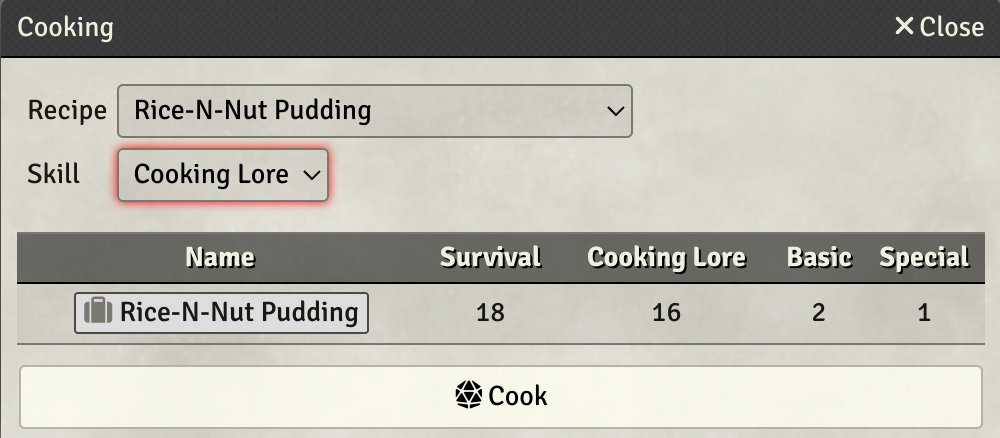 Cooking Close
Recipe Rice-N-Nut Pudding
Skill Cooking Lore
Name Survival Cooking Lore Basic Special
Rice-N-Nut Pudding 18 16 2 1
Cook